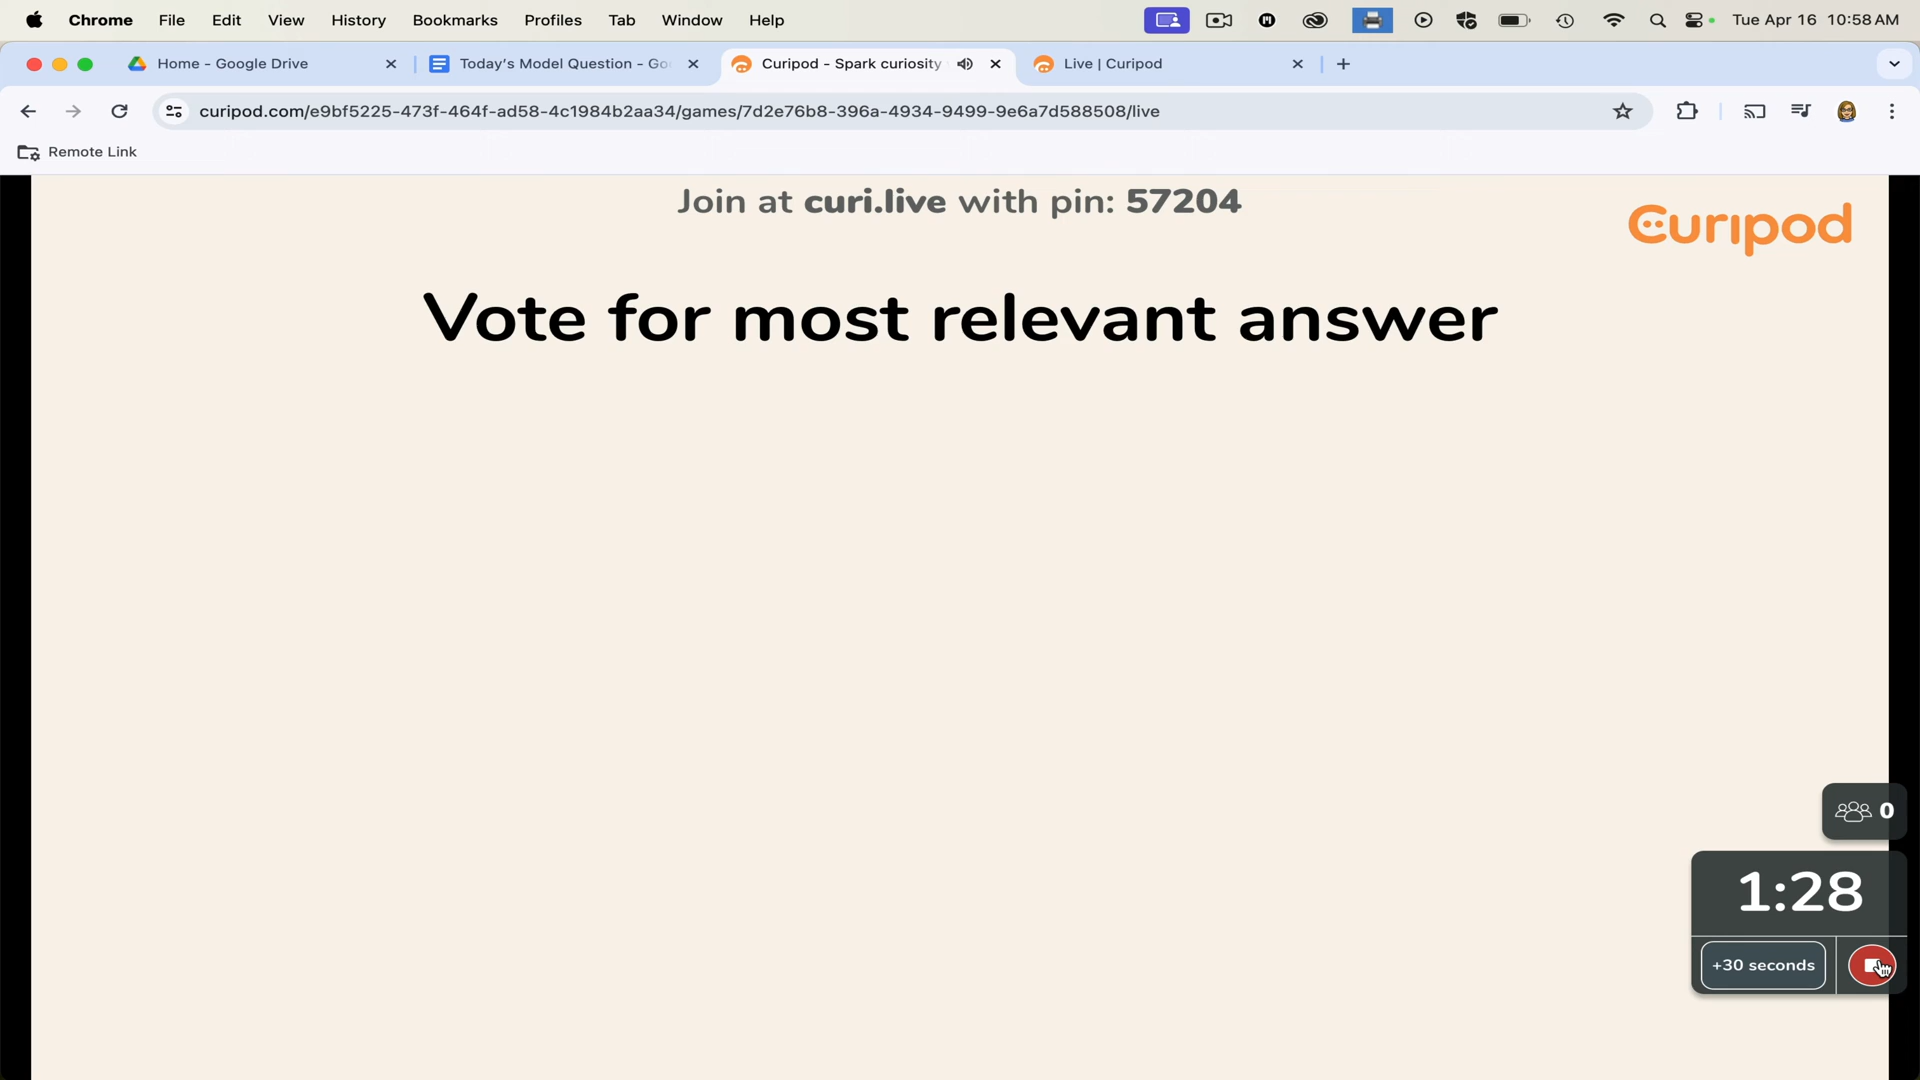 Chrome File Edit View History Bookmarks Profiles Tab Window Help Tue Apr 16 10:58 AM
Home - Google Drive Today's Model Question - Go Curipod - Spark curiosity Live | Curipod
curipod.com/e9bf5225-473f-464f-ad58-4c1984b2aa34/games/7d2e76b8-396a-4934-9499-9e6a7d588508/live
Remote Link
Join at curi.live with pin: 57204
Curipod
Vote for most relevant answer
0
1:28
+30 seconds